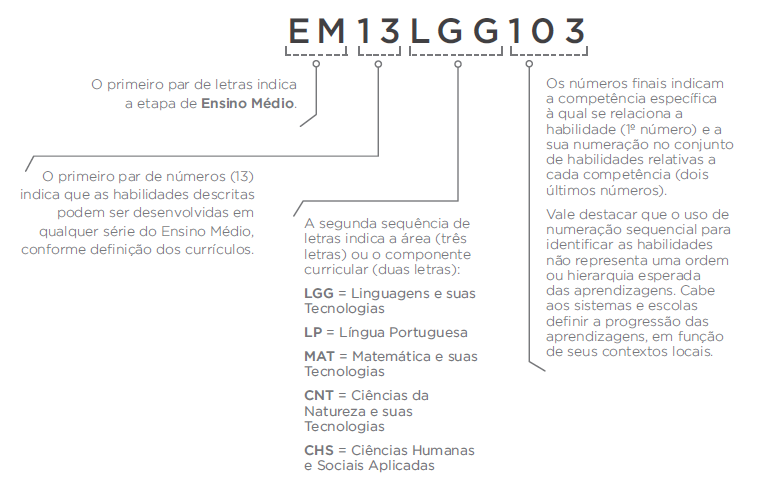 EM13LGG103
O primeiro par de letras indica
a etapa de Ensino Médio.
O primeiro par de números (13)
indica que as habilidades descritas
podem ser desenvolvidas em
qualquer série do Ensino Médio,
conforme definição dos currículos.
A segunda sequência de
letras indica a área (três
letras) ou o componente
curricular (duas letras):
LGG = Linguagens e suas
Tecnologias
LP = Língua Portuguesa
MAT = Matemática e suas
Tecnologias
CNT = Ciências da
Natureza e suas
Tecnologias
CHS = Ciências Humanas
e Sociais Aplicadas
Os números finais indicam
a competência específica
à qual se relaciona a
habilidade (1º número) e a
sua numeração no conjunto
de habilidades relativas a
cada competência (dois
últimos números).
Vale destacar que o uso de
numeração sequencial para
identificar as habilidades
não representa uma ordem
ou hierarquia esperada
das aprendizagens. Cabe
aos sistemas e escolas
definir a progressão das
aprendizagens, em função
de seus contextos locais.